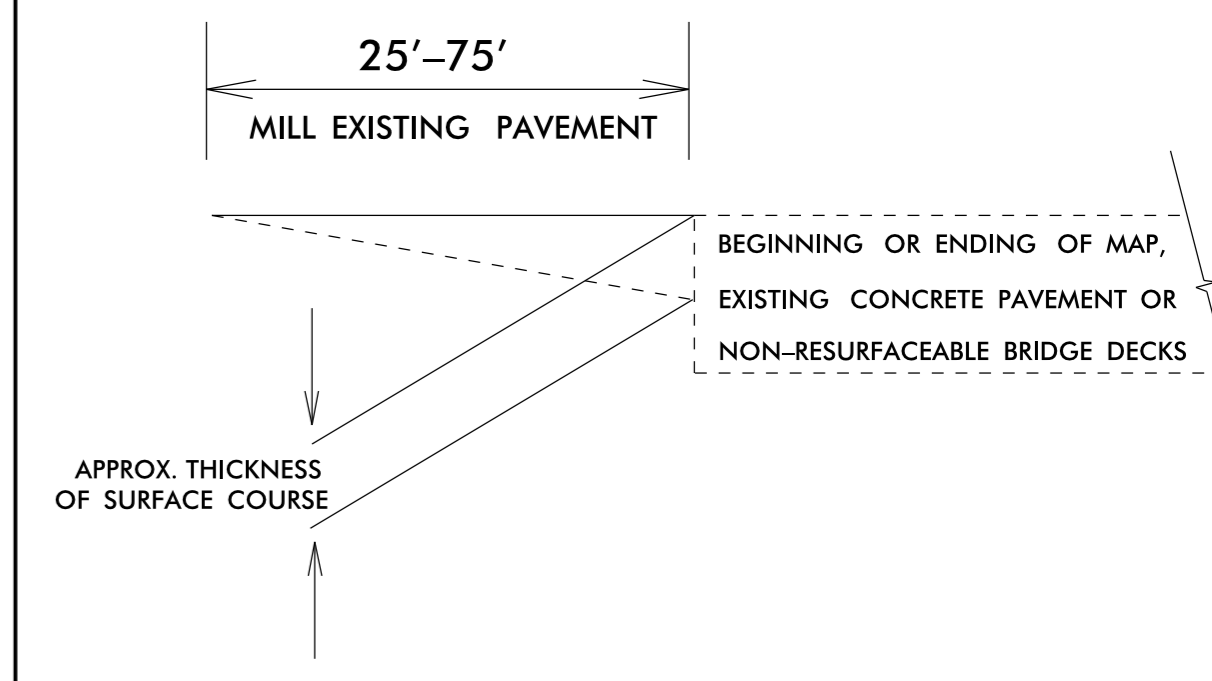 25'–75'
MILL EXISTING PAVEMENT
BEGINNING OR ENDING OF MAP,
EXISTING CONCRETE PAVEMENT OR
NON–RESURFACEABLE BRIDGE DECKS
APPROX. THICKNESS
OF SURFACE COURSE